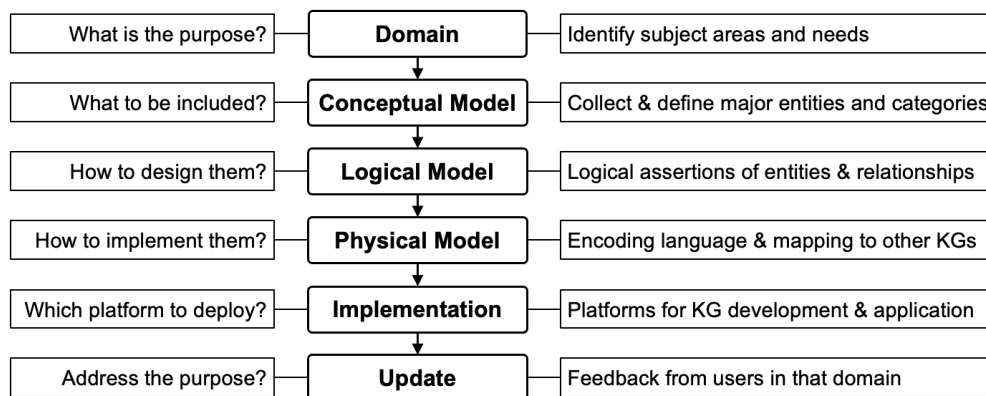 What is the purpose?
Domain
Identify subject areas and needs
What to be included?
Conceptual Model
Collect & define major entities and categories
How to design them?
Logical Model
Logical assertions of entities & relationships
How to implement them?
Physical Model
Encoding language & mapping to other KGs
Which platform to deploy?
Implementation
Platforms for KG development & application
Address the purpose?
Update
Feedback from users in that domain